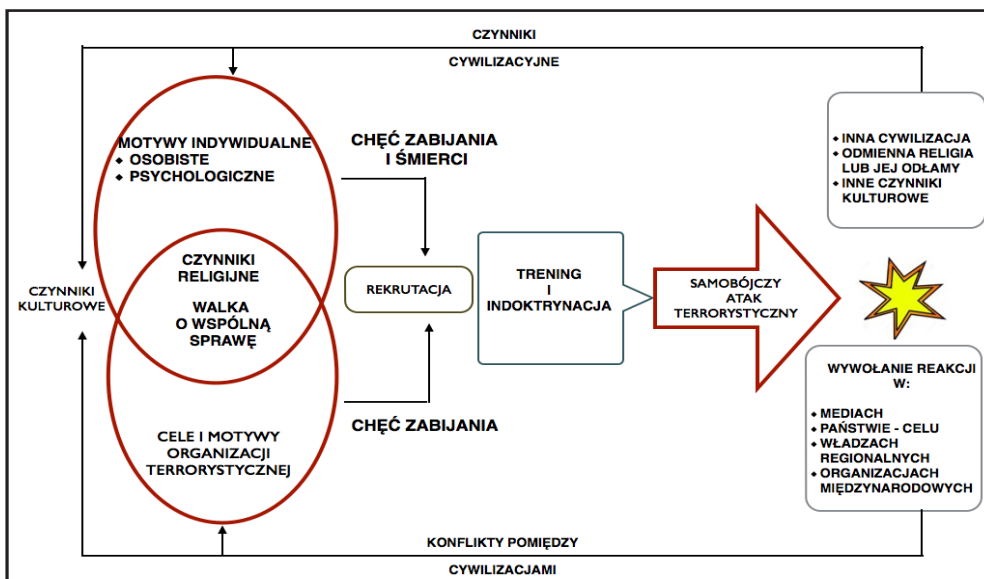 CZYNNIKI
CYWILIZACYJNE
MOTYWY INDYWIDUALNE
◆ OSOBISTE
◆ PSYCHOLOGICZNE
CHĘĆ ZABIJANIA
I ŚMIERCI
◆ INNA CYWILIZACJA
◆ ODMIENNA RELIGIA
LUB JEJ ODŁAMY
◆ INNE CZYNNIKI
KULTUROWE
CZYNNIKI
KULTUROWE
CZYNNIKI
RELIGIJNE
WALKA
O WSPÓLNĄ
SPRAWĘ
REKRUTACJA
TRENING
I
INDOKTRYNACJA
SAMOBÓJCZY
ATAK
TERRORYSTYCZNY
CELE I MOTYWY
ORGANIZACJI
TERRORYSTYCZNEJ
CHĘĆ ZABIJANIA
WYWOŁANIE REAKCJI
W:
◆ MEDIACH
◆ PAŃSTWIE - CELU
◆ WŁADZACH
REGIONALNYCH
◆ ORGANIZACJACH
MIĘDZYNARODOWYCH
KONFLIKTY POMIĘDZY
CYWILIZACJAMI